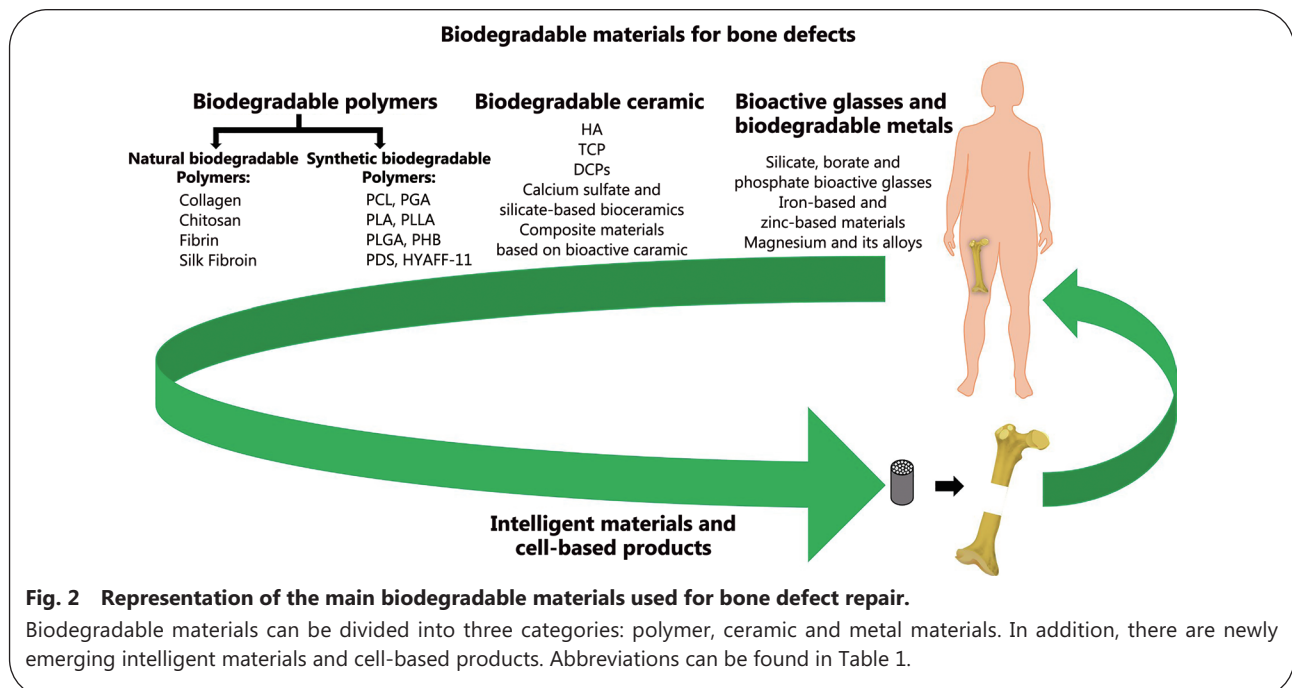 Biodegradable materials for bone defects
Biodegradable polymers
Natural biodegradable
Polymers:
Collagen
Chitosan
Fibrin
Silk Fibroin
Synthetic biodegradable
Polymers:
PCL, PGA
PLA, PLLA
PLGA, PHB
PDS, HYAFF-11
Biodegradable ceramic
HA
TCP
DCPs
Calcium sulfate and
silicate-based bioceramics
Composite materials
based on bioactive caramic
Bioactive glasses and
biodegradable metals
Silicate, borate and
phosphate bioactive glasses
Iron-based and
zinc-based materials
Magnesium and its alloys
Intelligent materials and
cell-based products
Fig. 2 Representation of the main biodegradable materials used for bone defect repair.
Biodegradable materials can be divided into three categories: polymer, ceramic and metal materials. In addition, there are newly
emerging intelligent materials and cell-based products. Abbreviations can be found in Table 1.